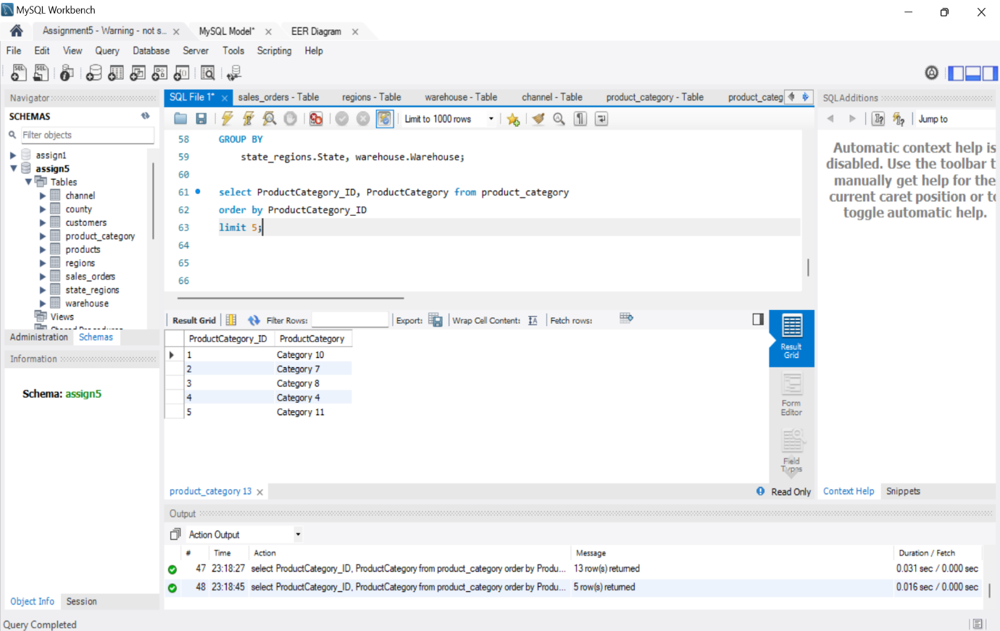 MySQL Workbench
Assignment5 - Warning - not s...
MySQL Model*
EER Diagram
File Edit View Query Database Server Tools Scripting Help
Navigator
SCHEMAS
Filter objects
assign1
assign5
Tables
channel
county
customers
product_category
products
regions
sales_orders
state_regions
warehouse
Views
Administration Schemas
Information
Schema: assign5
Object Info Session
SQL File 1* sales_orders - Table regions - Table warehouse - Table channel - Table product_category - Table product_categ
Limit to 1000 rows
58 GROUP BY
59 state_regions.State, warehouse.Warehouse;
60
61 select ProductCategory_ID, ProductCategory from product_category
62 order by ProductCategory_ID
63 limit 5;
64
65
66
Result Grid Filter Rows: Export: Wrap Cell Content: Fetch rows:
ProductCategory_ID ProductCategory
1 Category 10
2 Category 7
3 Category 8
4 Category 4
5 Category 11
Result
Grid
Form
Editor
Field
Types
product_category 13
Read Only
SQLAdditions
Jump to
Automatic context help is
disabled. Use the toolbar t
manually get help for the
current caret position or to
toggle automatic help.
Context Help Snippets
Output
Action Output
# Time Action Message Duration / Fetch
47 23:18:27 select ProductCategory_ID, ProductCategory from product_category order by Produ... 13 row(s) returned 0.031 sec / 0.000 sec
48 23:18:45 select ProductCategory_ID, ProductCategory from product_category order by Produ... 5 row(s) returned 0.016 sec / 0.000 sec
Query Completed